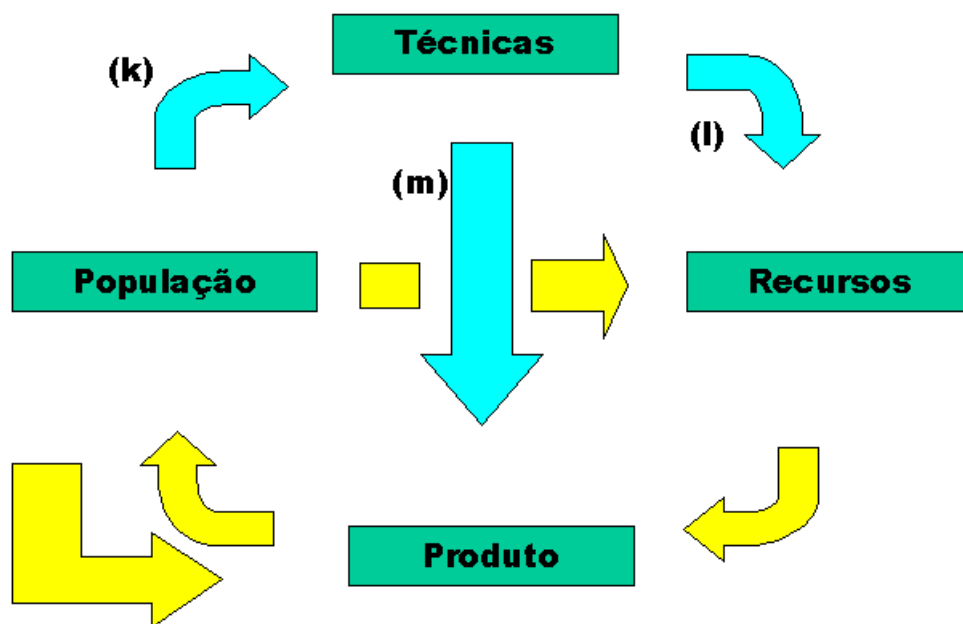 Técnicas
(k)
(l)
(m)
População
Recursos
Produto